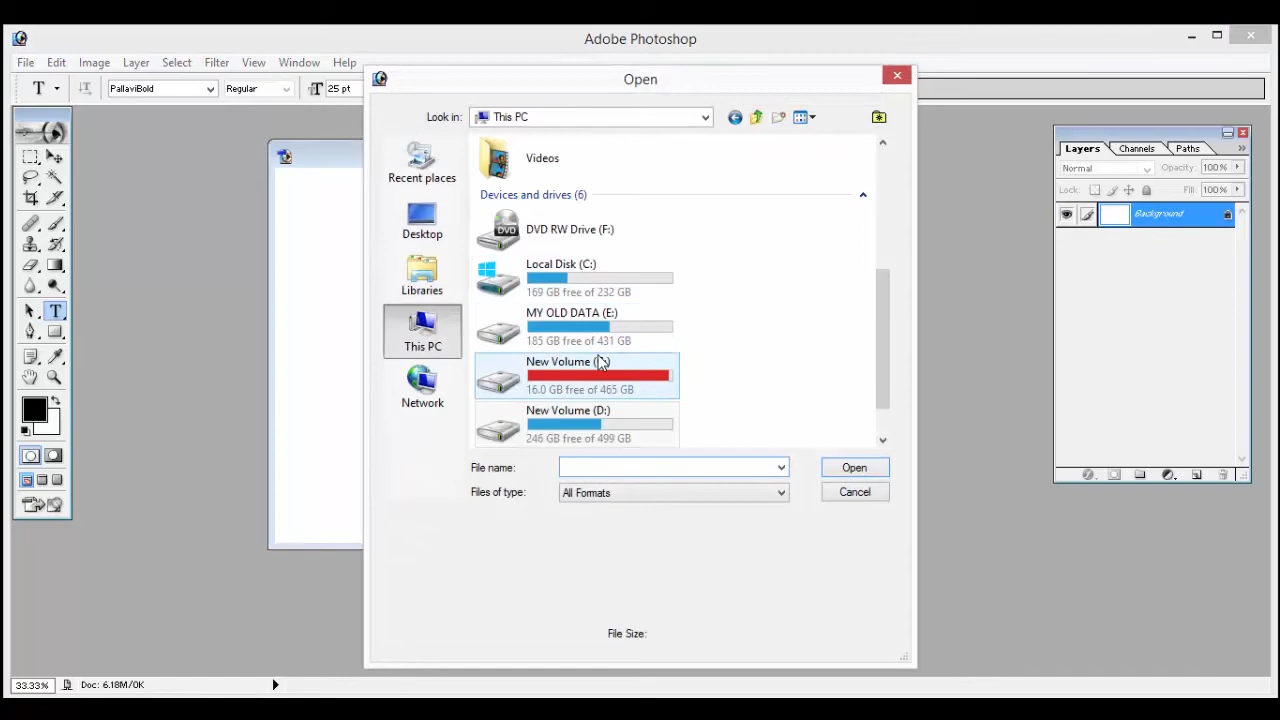 Adobe Photoshop
File Edit Image Layer Select Filter View Window Help
T PallaviBold Regular T 25 pt
Open
Look in: This PC
Recent places
Desktop
Libraries
This PC
Network
Videos
Devices and drives (6)
DVD RW Drive (F:)
Local Disk (C:)
169 GB free of 232 GB
MY OLD DATA (E:)
185 GB free of 431 GB
New Volume
16.0 GB free of 465 GB
New Volume (D:)
246 GB free of 499 GB
File name: Open
Files of type: All Formats Cancel
File Size:
Layers Channels Paths
Normal Opacity: 100%
Lock: Fill: 100%
Background
33.33% Doc: 6.18M/0K